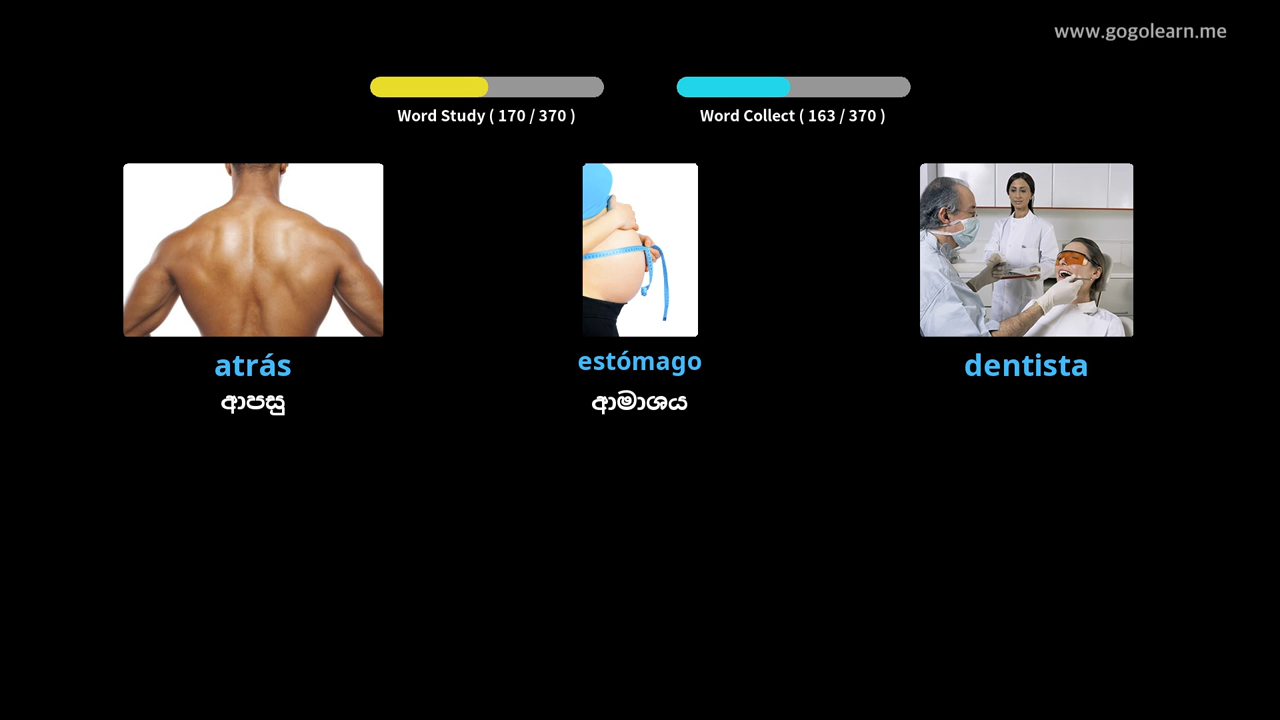 www.gogolearn.me
Word Study ( 170 / 370 )
Word Collect ( 163 / 370 )
atrás
estómago
dentista
ආපසු
ආමාශය